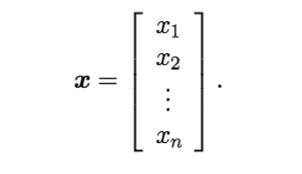 x₁
x₂
x = ⋮ .
xₙ